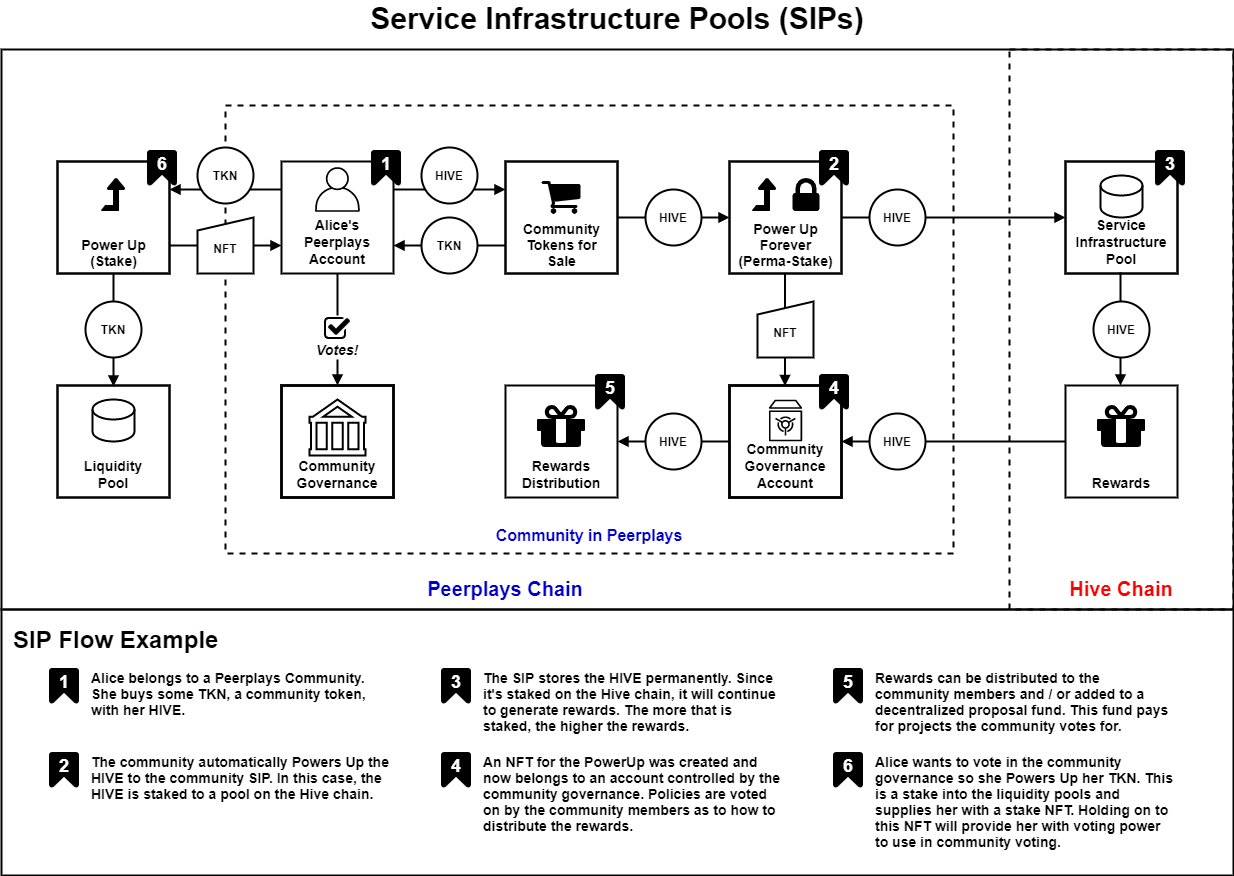 Service Infrastructure Pools (SIPs)
6
1
2
3
TKN
HIVE
HIVE
HIVE
Power Up
(Stake)
NFT
Alice's
Peerplays
Account
TKN
Community
Tokens for
Sale
Power Up
Forever
(Perma-Stake)
Service
Infrastructure
Pool
TKN
Votes!
NFT
HIVE
5
4
Liquidity
Pool
Community
Governance
Rewards
Distribution
HIVE
Community
Governance
Account
HIVE
Rewards
Community in Peerplays
Peerplays Chain
Hive Chain
SIP Flow Example
1
Alice belongs to a Peerplays Community.
She buys some TKN, a community token,
with her HIVE.
2
The community automatically Powers Up the
HIVE to the community SIP. In this case, the
HIVE is staked to a pool on the Hive chain.
3
The SIP stores the HIVE permanently. Since
it's staked on the Hive chain, it will continue
to generate rewards. The more that is
staked, the higher the rewards.
4
An NFT for the PowerUp was created and
now belongs to an account controlled by the
community governance. Policies are voted
on by the community members as to how to
distribute the rewards.
5
Rewards can be distributed to the
community members and / or added to a
decentralized proposal fund. This fund pays
for projects the community votes for.
6
Alice wants to vote in the community
governance so she Powers Up her TKN. This
is a stake into the liquidity pools and
supplies her with a stake NFT. Holding on to
this NFT will provide her with voting power
to use in community voting.